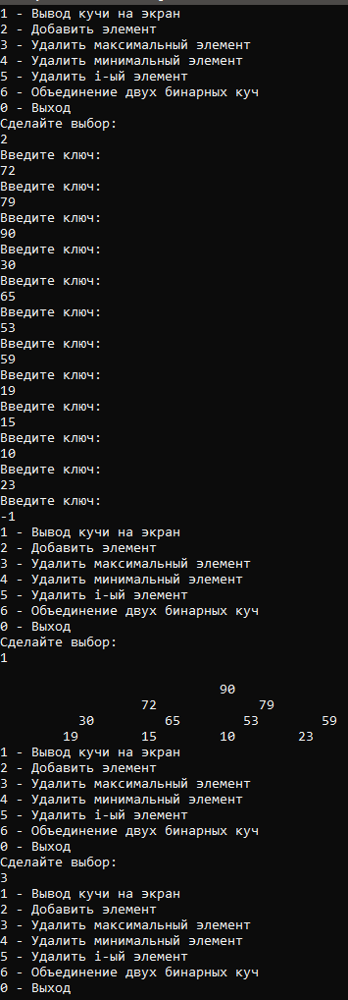 1 - Вывод кучи на экран
2 - Добавить элемент
3 - Удалить максимальный элемент
4 - Удалить минимальный элемент
5 - Удалить i-ый элемент
6 - Объединение двух бинарных куч
0 - Выход
Сделайте выбор:
2
Введите ключ:
72
Введите ключ:
79
Введите ключ:
90
Введите ключ:
30
Введите ключ:
65
Введите ключ:
53
Введите ключ:
59
Введите ключ:
19
Введите ключ:
15
Введите ключ:
10
Введите ключ:
23
Введите ключ:
-1
1 - Вывод кучи на экран
2 - Добавить элемент
3 - Удалить максимальный элемент
4 - Удалить минимальный элемент
5 - Удалить i-ый элемент
6 - Объединение двух бинарных куч
0 - Выход
Сделайте выбор:
1
90
72 79
30 65 53 59
19 15 10 23
1 - Вывод кучи на экран
2 - Добавить элемент
3 - Удалить максимальный элемент
4 - Удалить минимальный элемент
5 - Удалить i-ый элемент
6 - Объединение двух бинарных куч
0 - Выход
Сделайте выбор:
3
1 - Вывод кучи на экран
2 - Добавить элемент
3 - Удалить максимальный элемент
4 - Удалить минимальный элемент
5 - Удалить i-ый элемент
6 - Объединение двух бинарных куч
0 - Выход